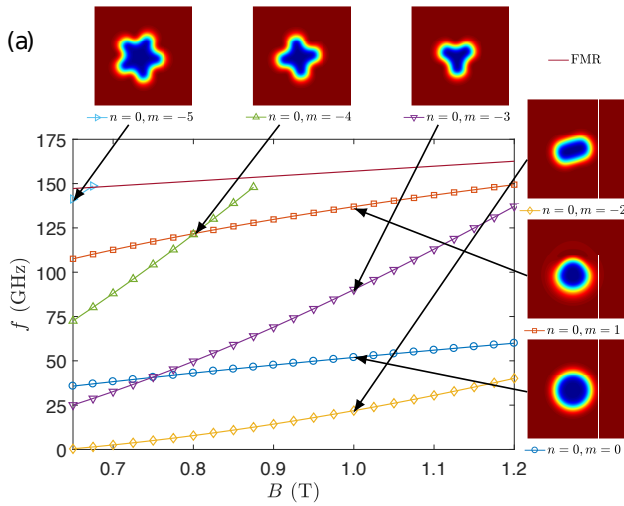 (a)
FMR
n = 0, m = −5
n = 0, m = −4
n = 0, m = −3
n = 0, m = −2
n = 0, m = 1
n = 0, m = 0
175
150
125
100
75
50
25
0
f (GHz)
0.7
0.8
0.9
1.0
1.1
1.2
B (T)